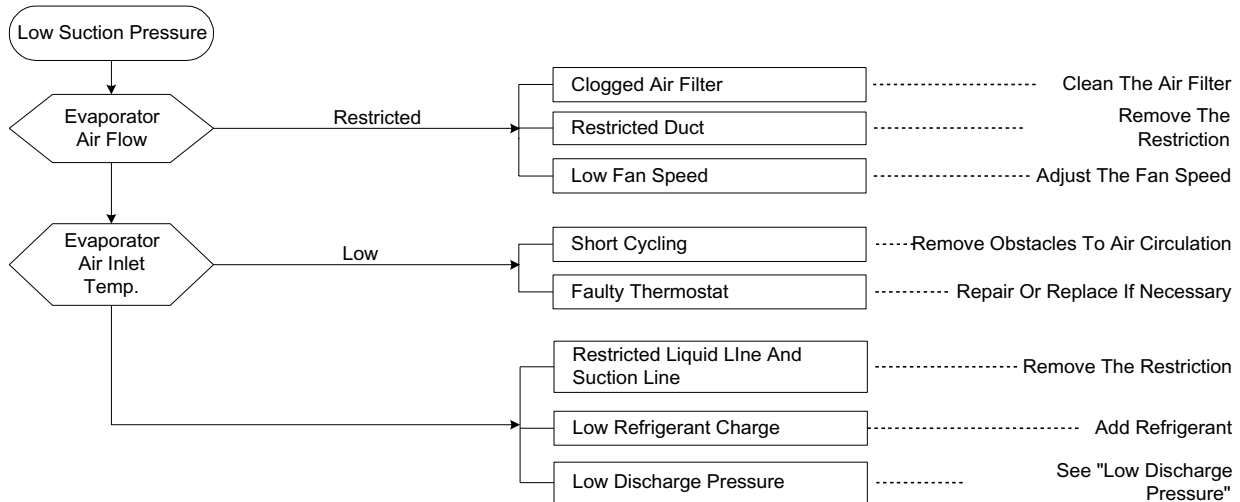 Low Suction Pressure
Evaporator
Air Flow
Restricted
Clogged Air Filter
Clean The Air Filter
Restricted Duct
Remove The
Restriction
Low Fan Speed
Adjust The Fan Speed
Evaporator
Air Inlet
Temp.
Low
Short Cycling
Remove Obstacles To Air Circulation
Faulty Thermostat
Repair Or Replace If Necessary
Restricted Liquid LIne And
Suction Line
Remove The Restriction
Low Refrigerant Charge
Add Refrigerant
Low Discharge Pressure
See "Low Discharge
Pressure"